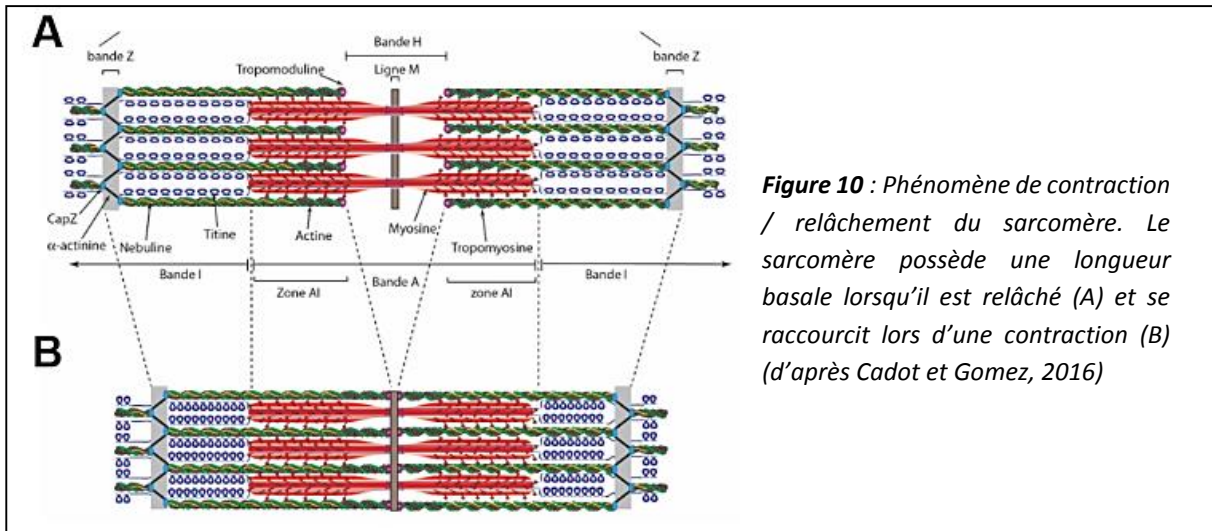 A
Bande H
bande Z
bande Z
Ligne M
Tropomoduline
CapZ
α-actinine
Nebuline
Titine
Actine
Myosine
Tropomyosine
Bande I
Bande A
Bande I
Zone AI
zone AI
B
Figure 10 : Phénomène de contraction
/ relâchement du sarcomère. Le
sarcomère possède une longueur
basale lorsqu’il est relâché (A) et se
raccourcit lors d’une contraction (B)
(d’après Cadot et Gomez, 2016)